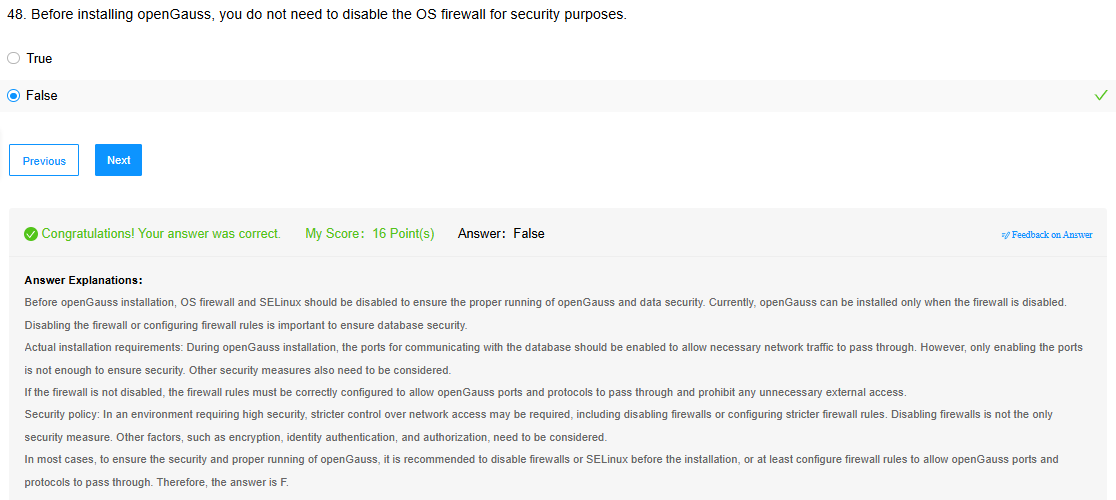 48. Before installing openGauss, you do not need to disable the OS firewall for security purposes.
True
False
Previous
Next
Congratulations! Your answer was correct. My Score: 16 Point(s) Answer: False
Feedback on Answer
Answer Explanations:
Before openGauss installation, OS firewall and SELinux should be disabled to ensure the proper running of openGauss and data security. Currently, openGauss can be installed only when the firewall is disabled.
Disabling the firewall or configuring firewall rules is important to ensure database security.
Actual installation requirements: During openGauss installation, the ports for communicating with the database should be enabled to allow necessary network traffic to pass through. However, only enabling the ports
is not enough to ensure security. Other security measures also need to be considered.
If the firewall is not disabled, the firewall rules must be correctly configured to allow openGauss ports and protocols to pass through and prohibit any unnecessary external access.
Security policy: In an environment requiring high security, stricter control over network access may be required, including disabling firewalls or configuring stricter firewall rules. Disabling firewalls is not the only
security measure. Other factors, such as encryption, identity authentication, and authorization, need to be considered.
In most cases, to ensure the security and proper running of openGauss, it is recommended to disable firewalls or SELinux before the installation, or at least configure firewall rules to allow openGauss ports and
protocols to pass through. Therefore, the answer is F.